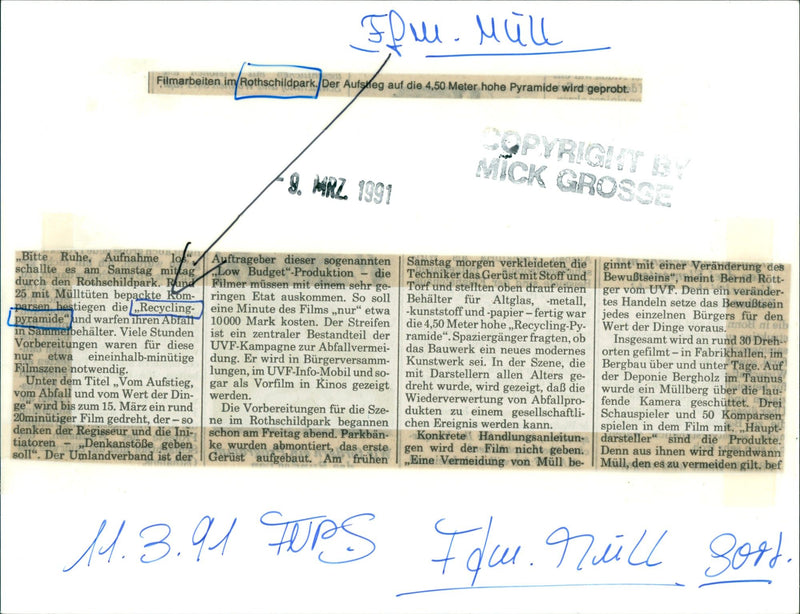 Ffm. Müll
Filmarbeiten im Rothschildpark. Der Aufstieg auf die 4,50 Meter hohe Pyramide wird geprobt.
COPYRIGHT BY
MICK GROSSE
- 9. MRZ. 1991
„Bitte Ruhe, Aufnahme los“,
schallte es am Samstag mittag
durch den Rothschildpark. Rund
25 mit Mülltüten bepackte Kom-
parsen bestiegen die „Recycling-
pyramide“ und warfen ihren Abfall
in Sammelbehälter. Viele Stunden
Vorbereitungen waren für diese
nur etwa eineinhalb-minütige
Filmszene notwendig.
Unter dem Titel „Vom Aufstieg,
vom Abfall und vom Wert der Din-
ge“ wird bis zum 15. März ein rund
20minütiger Film gedreht, der – so
denken der Regisseur und die Ini-
tiatoren – „Denkanstöße geben
soll“. Der Umlandverband ist der
Auftrageber dieser sogenannten
„Low Budget“-Produktion – die
Filmer müssen mit einem sehr ge-
ringen Etat auskommen. So soll
eine Minute des Films „nur“ etwa
10000 Mark kosten. Der Streifen
ist ein zentraler Bestandteil der
UVF-Kampagne zur Abfallvermei-
dung. Er wird in Bürgerversamm-
lungen, im UVF-Info-Mobil und so-
gar als Vorfilm in Kinos gezeigt
werden.
Die Vorbereitungen für die Sze-
ne im Rothschildpark begannen
schon am Freitag abend. Parkbän-
ke wurden abmontiert, das erste
Gerüst aufgebaut. Am frühen
Samstag morgen verkleideten die
Techniker das Gerüst mit Stoff und
Torf und stellten oben drauf einen
Behälter für Altglas, -metall,
-kunststoff und -papier – fertig war
die 4,50 Meter hohe „Recycling-Py-
ramide“. Spaziergänger fragten, ob
das Bauwerk ein neues modernes
Kunstwerk sei. In der Szene, die
mit Darstellern allen Alters ge-
dreht wurde, wird gezeigt, daß die
Wiederverwertung von Abfallpro-
dukten zu einem gesellschaftli-
chen Ereignis werden kann.
Konkrete Handlungsanleitun-
gen wird der Film nicht geben.
„Eine Vermeidung von Müll be-
ginnt mit einer Veränderung des
Bewußtseins“, meint Bernd Rött-
ger vom UVF. Denn ein veränder-
tes Handeln setze das Bewußtsein
jedes einzelnen Bürgers für den
Wert der Dinge voraus.
Insgesamt wird an rund 30 Dreh-
orten gefilmt – in Fabrikhallen, im
Bergbau über und unter Tage. Auf
der Deponie Bergholz im Taunus
wurde ein Müllberg über die lau-
fende Kamera geschüttet. Drei
Schauspieler und 50 Komparsen
spielen in dem Film mit. „Haupt-
darsteller“ sind die Produkte.
Denn aus ihnen wird irgendwann
Müll, den es zu vermeiden gilt. bef
11.3.91 Ffm. Müll